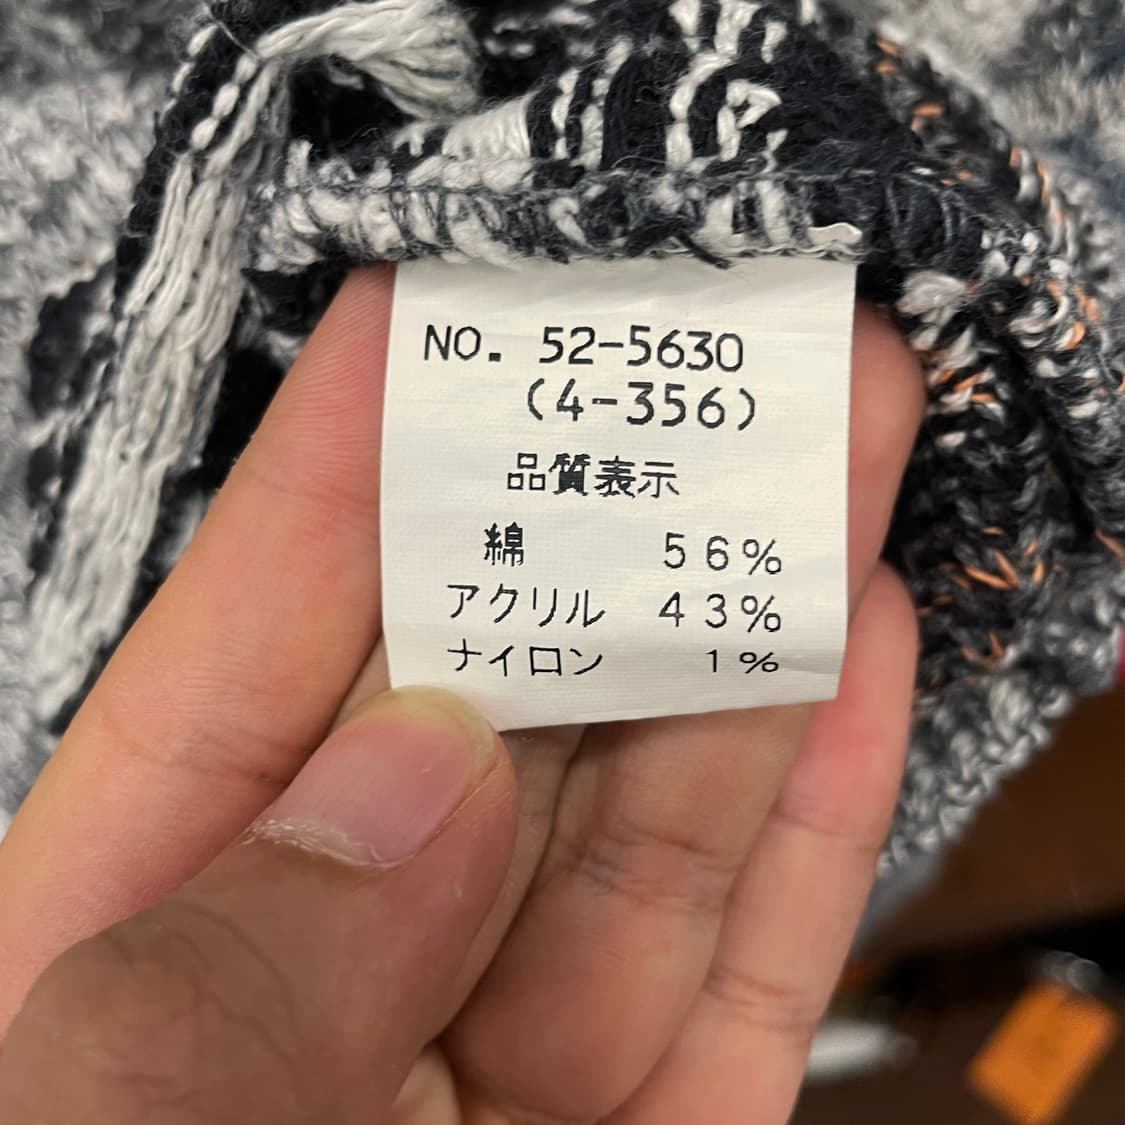 NO. 52-5630
(4-356)
品質表示
綿 56%
アクリル 43%
ナイロン 1%